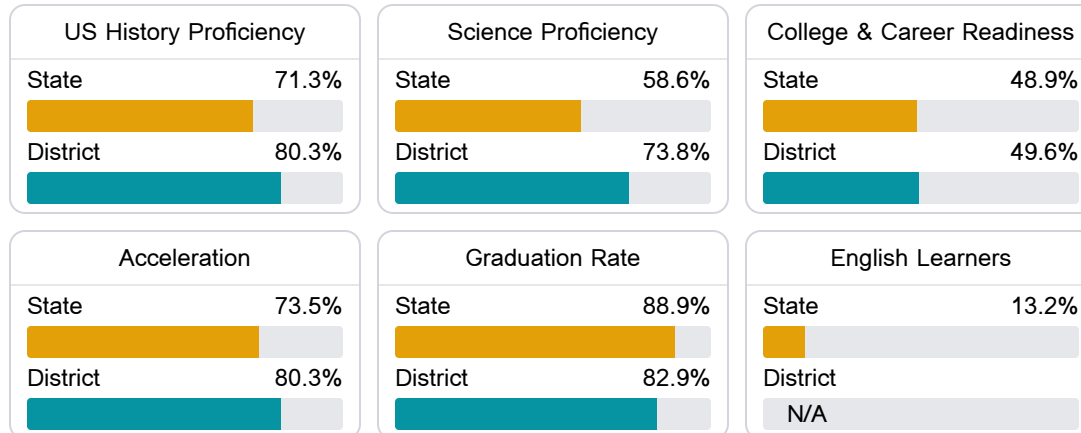 US History Proficiency
State 71.3%
District 80.3%
Science Proficiency
State 58.6%
District 73.8%
College & Career Readiness
State 48.9%
District 49.6%
Acceleration
State 73.5%
District 80.3%
Graduation Rate
State 88.9%
District 82.9%
English Learners
State 13.2%
District
N/A